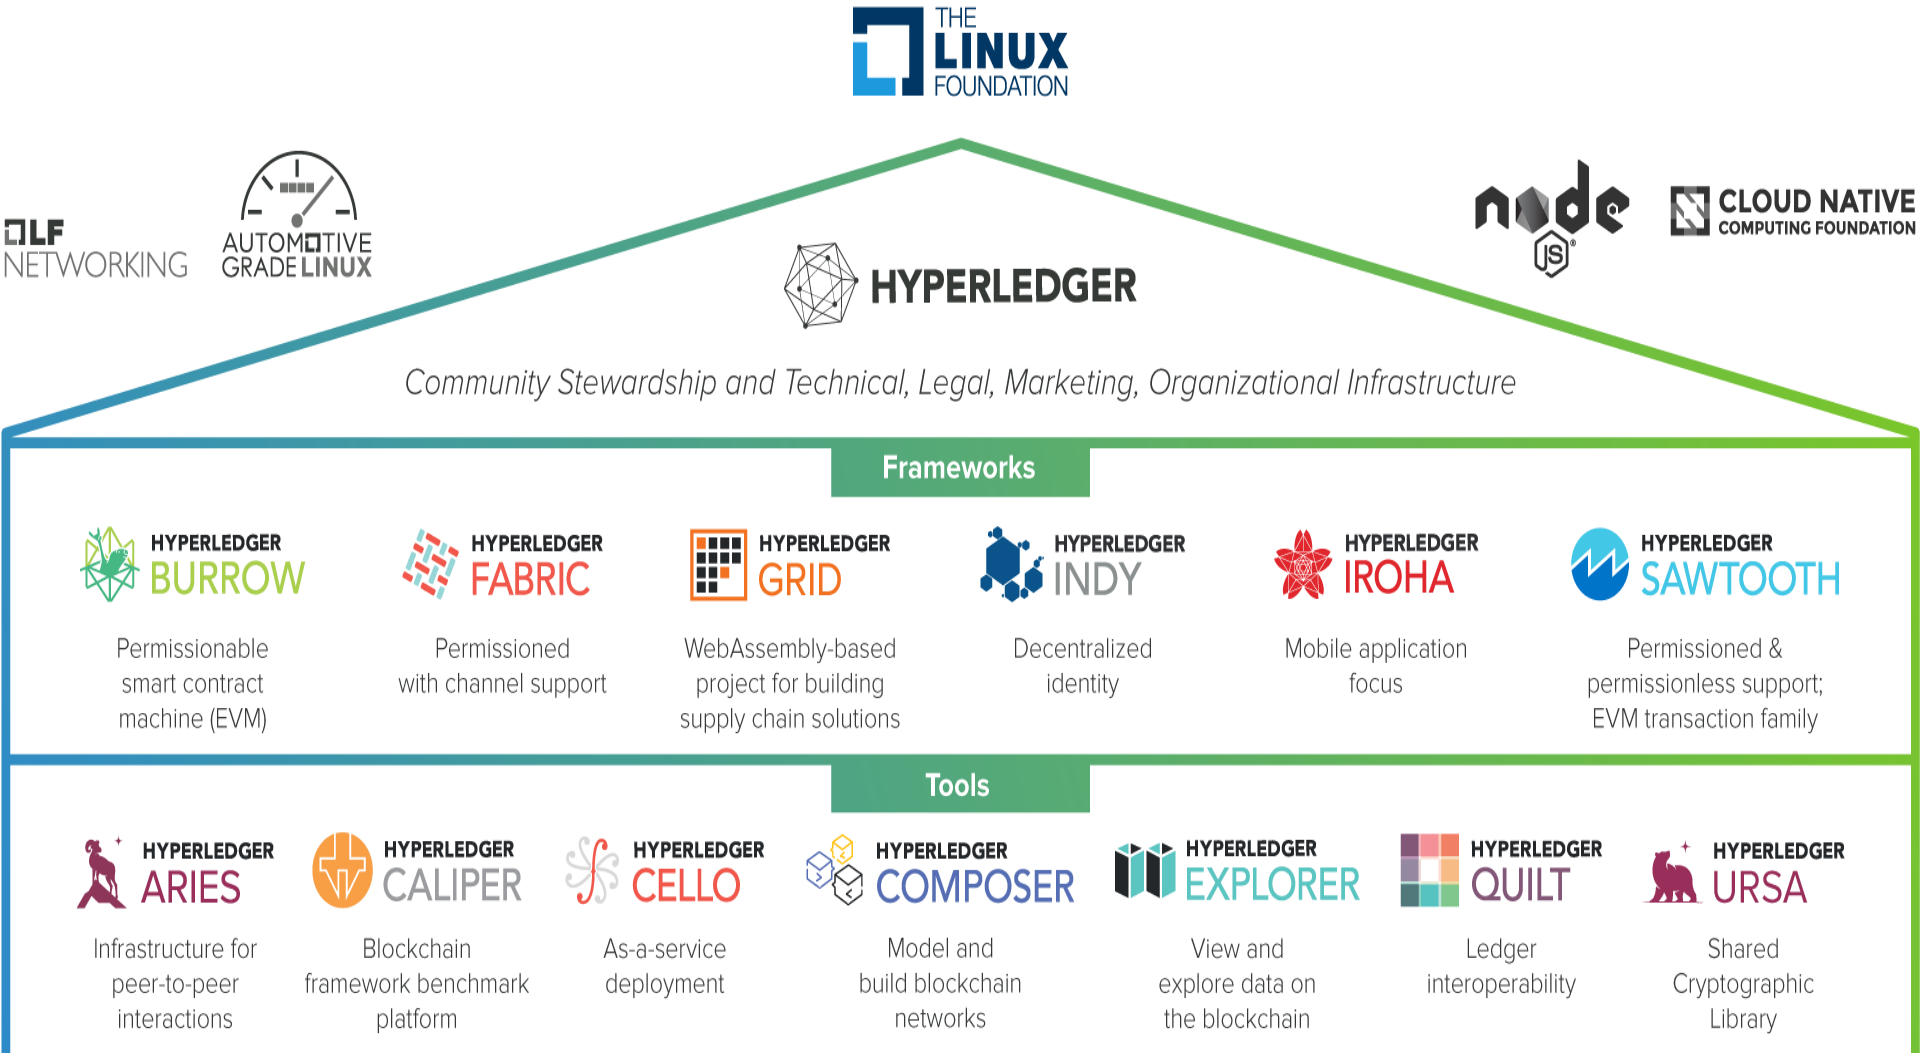 THE
LINUX
FOUNDATION
LF
NETWORKING
AUTOMOTIVE
GRADE LINUX
node
JS
CLOUD NATIVE
COMPUTING FOUNDATION
HYPERLEDGER
Community Stewardship and Technical, Legal, Marketing, Organizational Infrastructure
Frameworks
HYPERLEDGER
BURROW
Permissionable
smart contract
machine (EVM)
HYPERLEDGER
FABRIC
Permissioned
with channel support
HYPERLEDGER
GRID
WebAssembly-based
project for building
supply chain solutions
HYPERLEDGER
INDY
Decentralized
identity
HYPERLEDGER
IROHA
Mobile application
focus
HYPERLEDGER
SAWTOOTH
Permissioned &
permissionless support;
EVM transaction family
Tools
HYPERLEDGER
ARIES
Infrastructure for
peer-to-peer
interactions
HYPERLEDGER
CALIPER
Blockchain
framework benchmark
platform
HYPERLEDGER
CELLO
As-a-service
deployment
HYPERLEDGER
COMPOSER
Model and
build blockchain
networks
HYPERLEDGER
EXPLORER
View and
explore data on
the blockchain
HYPERLEDGER
QUILT
Ledger
interoperability
HYPERLEDGER
URSA
Shared
Cryptographic
Library